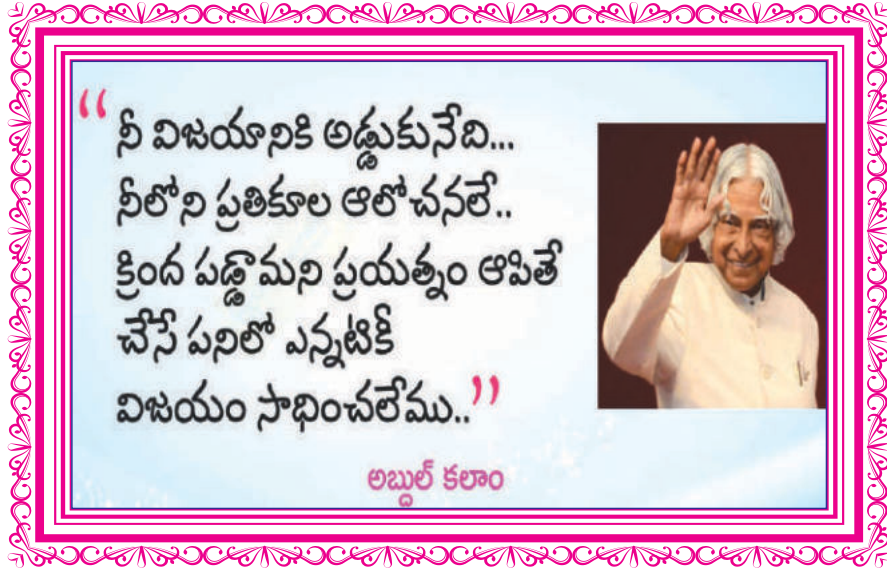 “నీ విజయానికి అడ్డుకునేది...
నీలోని ప్రతికూల ఆలోచనలే..
క్రింద పడ్డామని ప్రయత్నం ఆపితే
చేసే పనిలో ఎన్నటికీ
విజయం సాధించలేము..”
అబ్దుల్ కలాం